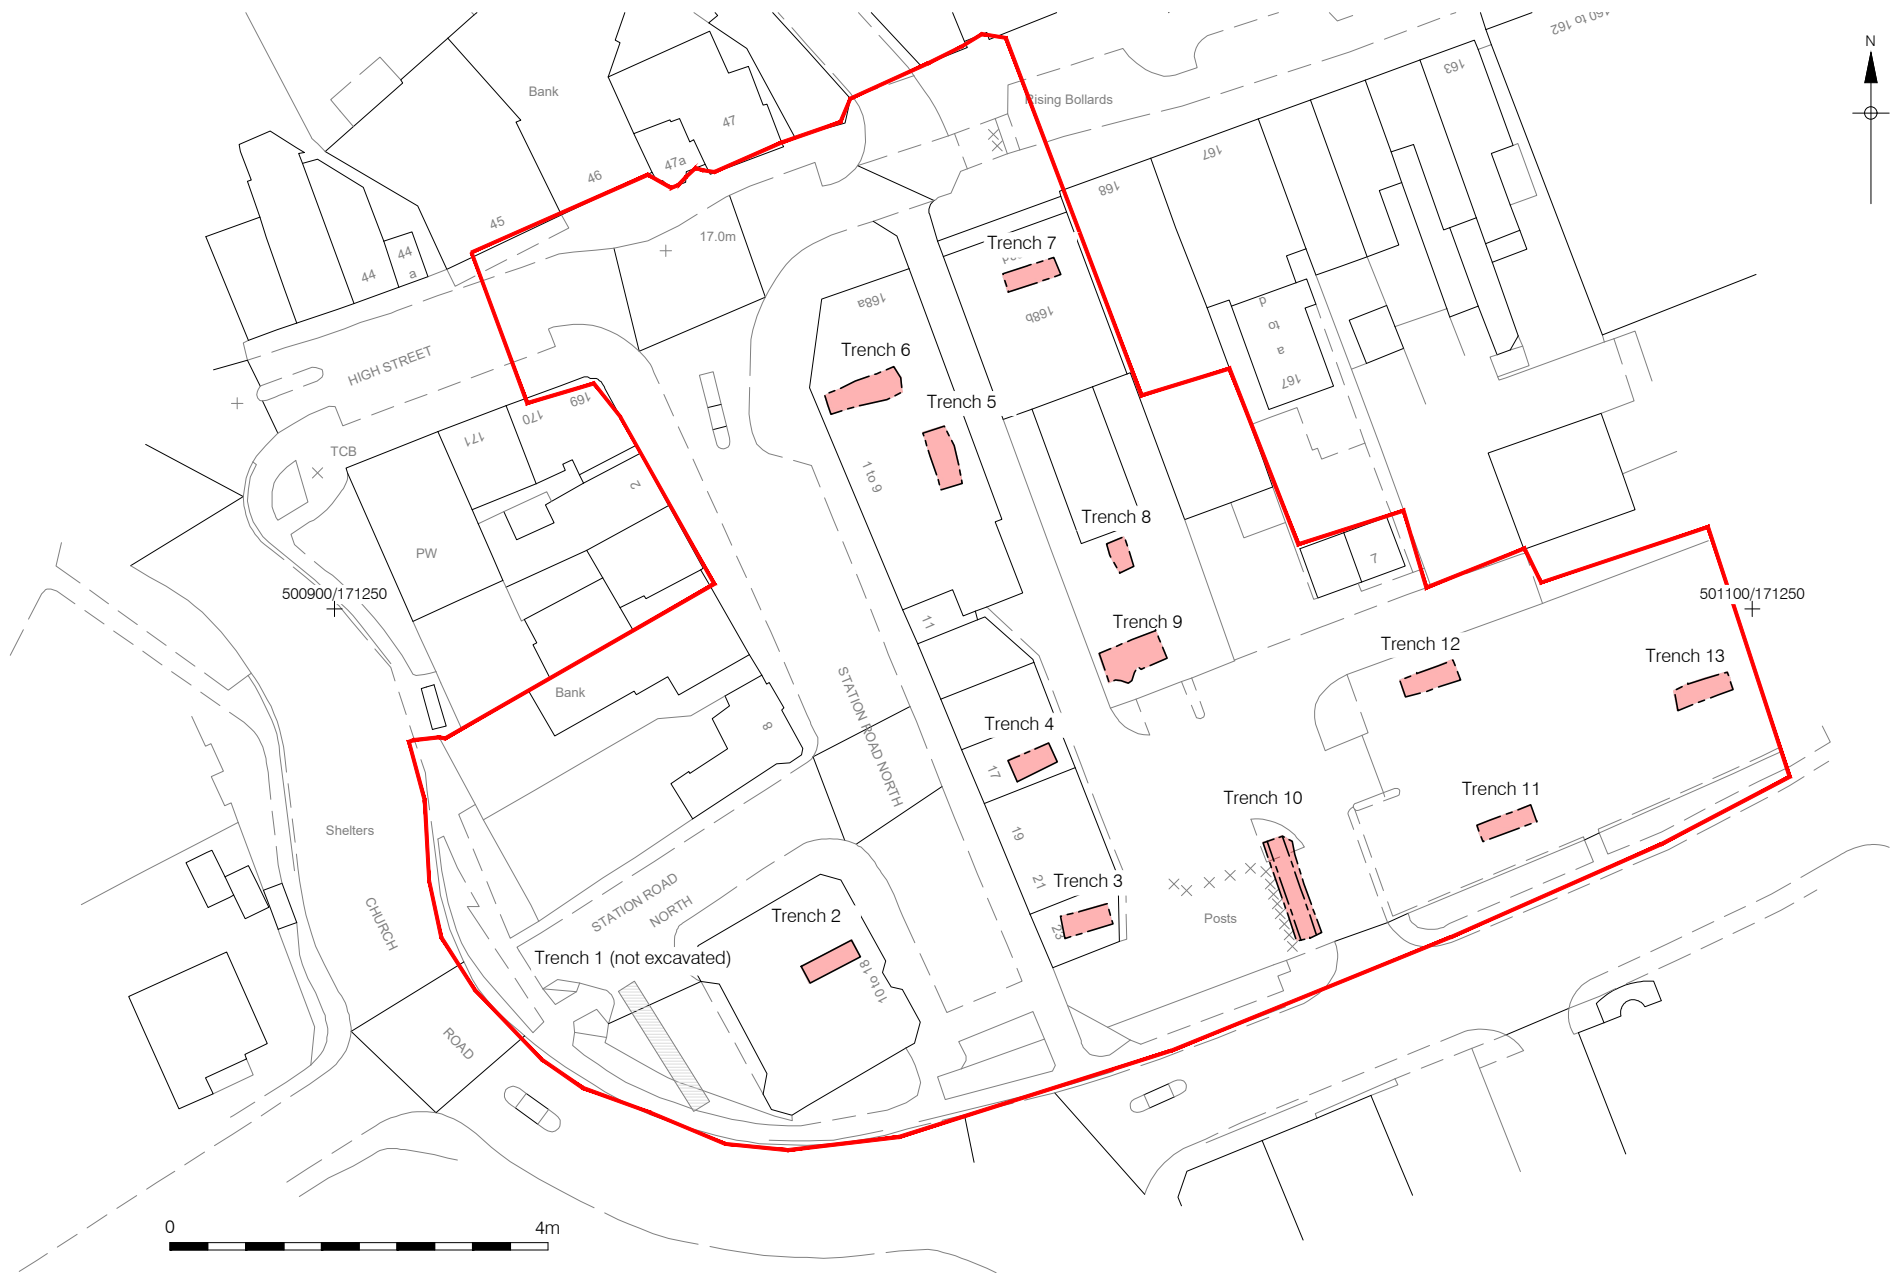 160 to 162
N
163
Bank
47
Rising Bollards
47a
46
167
168
45
17.0m
44
44
a
Trench 7
168a
168b
d
to
a
167
HIGH STREET
Trench 6
Trench 5
169
170
171
TCB
1 to 9
2
Trench 8
PW
7
500900/171250
501100/171250
11
Trench 9
Trench 12
Trench 13
Bank
STATION ROAD NORTH
8
Trench 4
17
Trench 11
Trench 10
Shelters
19
21
Trench 3
STATION ROAD
NORTH
CHURCH
Trench 2
Posts
23
Trench 1 (not excavated)
10 to 18
ROAD
0
4m